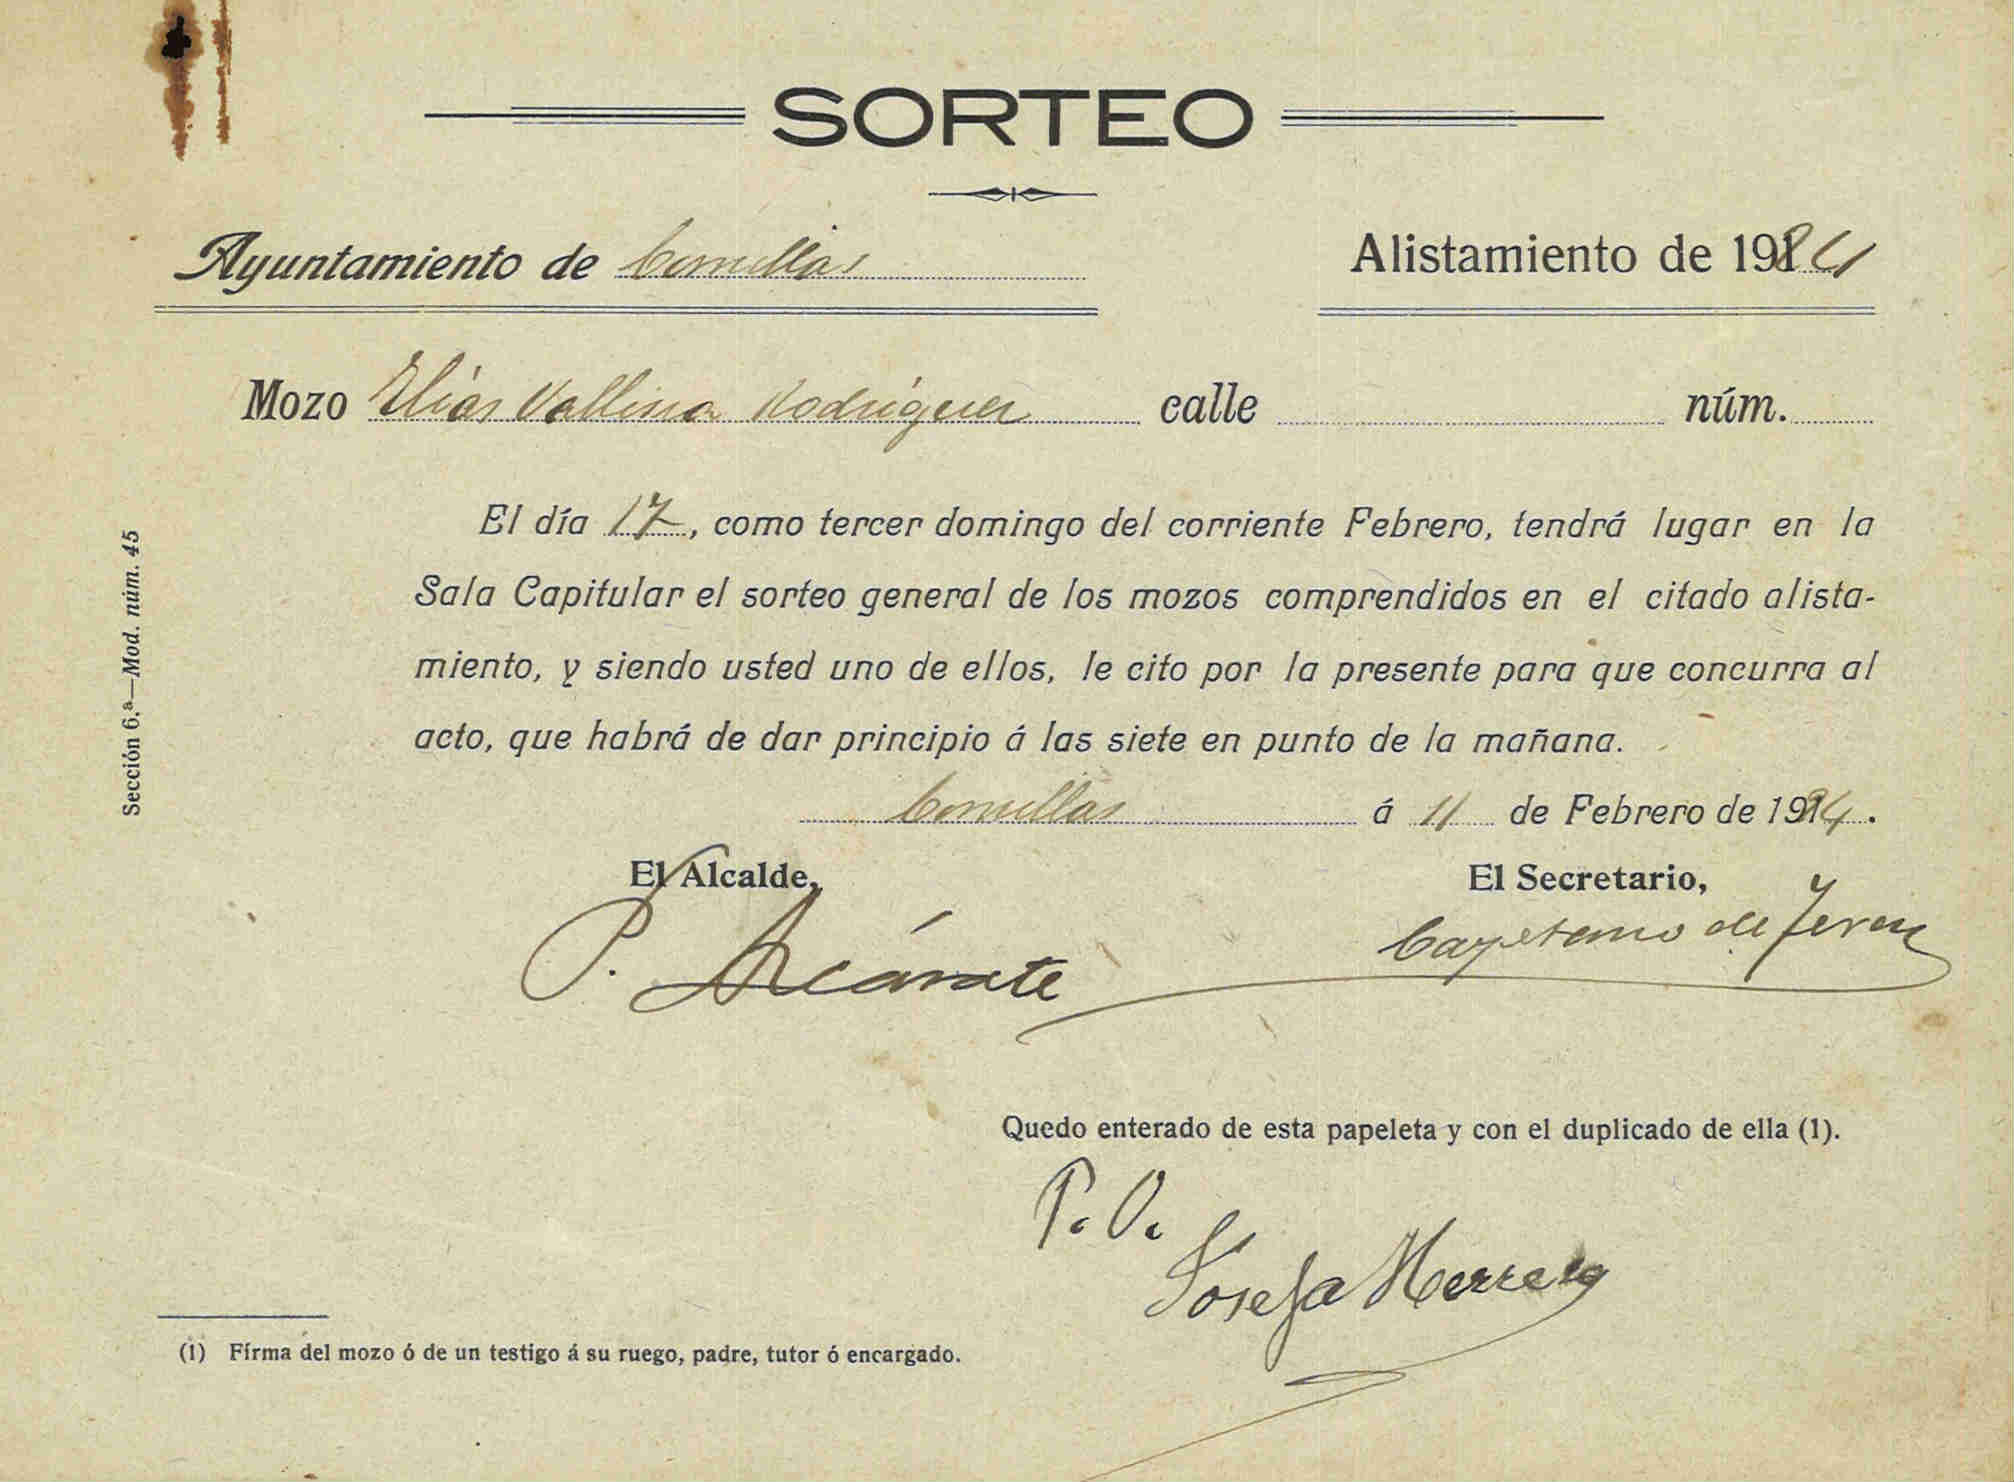 SORTEO
Ayuntamiento de Comillas
Alistamiento de 1924
Mozo Elías Vallina Rodríguez calle núm.
El día 17, como tercer domingo del corriente Febrero, tendrá lugar en la
Sala Capitular el sorteo general de los mozos comprendidos en el citado alista-
miento, y siendo usted uno de ellos, le cito por la presente para que concurra al
acto, que habrá de dar principio á las siete en punto de la mañana.
Comillas á 11 de Febrero de 1924.
El Alcalde,
El Secretario,
P. Azcárate
Cayetano de Jerez
Quedo enterado de esta papeleta y con el duplicado de ella (1).
P. O.
Josefa Herrera
(1) Firma del mozo ó de un testigo á su ruego, padre, tutor ó encargado.
Sección 6.ª—Mod. núm. 45